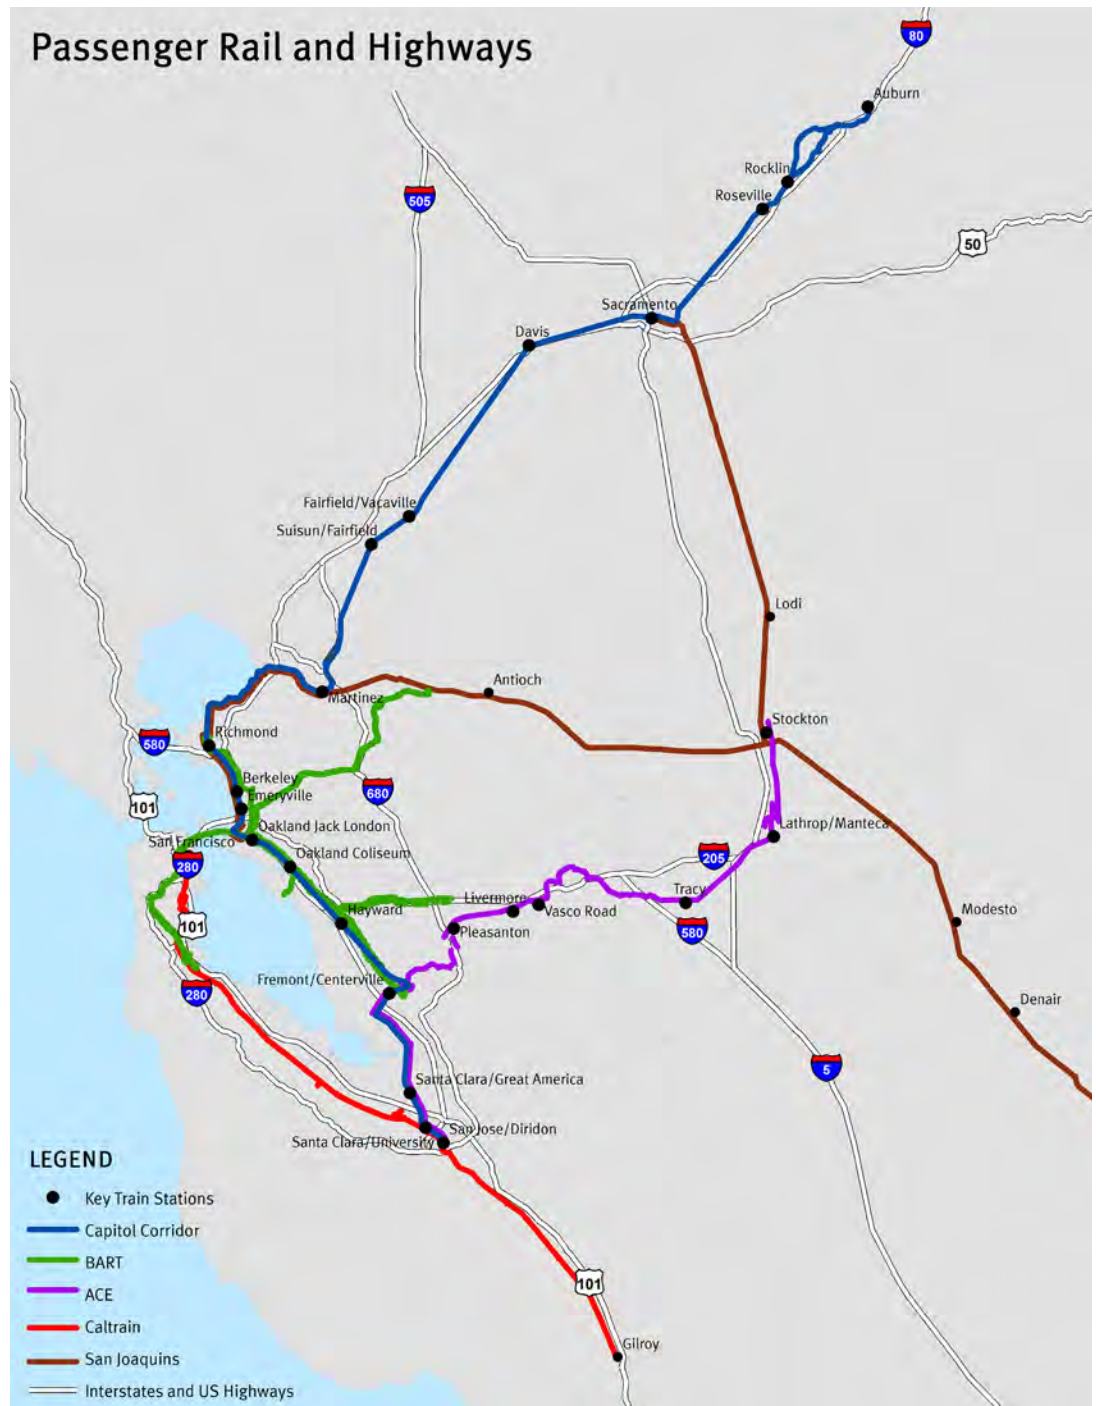 Passenger Rail and Highways
80
Auburn
Rocklin
505
Roseville
50
Sacramento
Davis
Fairfield/Vacaville
Suisun/Fairfield
Lodi
Antioch
Martinez
Stockton
Richmond
580
Berkeley
680
Emeryville
101
Oakland Jack London
Lathrop/Manteca
San Francisco
Oakland Coliseum
205
280
Tracy
Livermore
Vasco Road
Hayward
Modesto
101
Pleasanton
580
Fremont/Centerville
280
Denair
5
Santa Clara/Great America
San Jose/Diridon
Santa Clara/University
LEGEND
Key Train Stations
Capitol Corridor
BART
ACE
101
Caltrain
Gilroy
San Joaquins
Interstates and US Highways